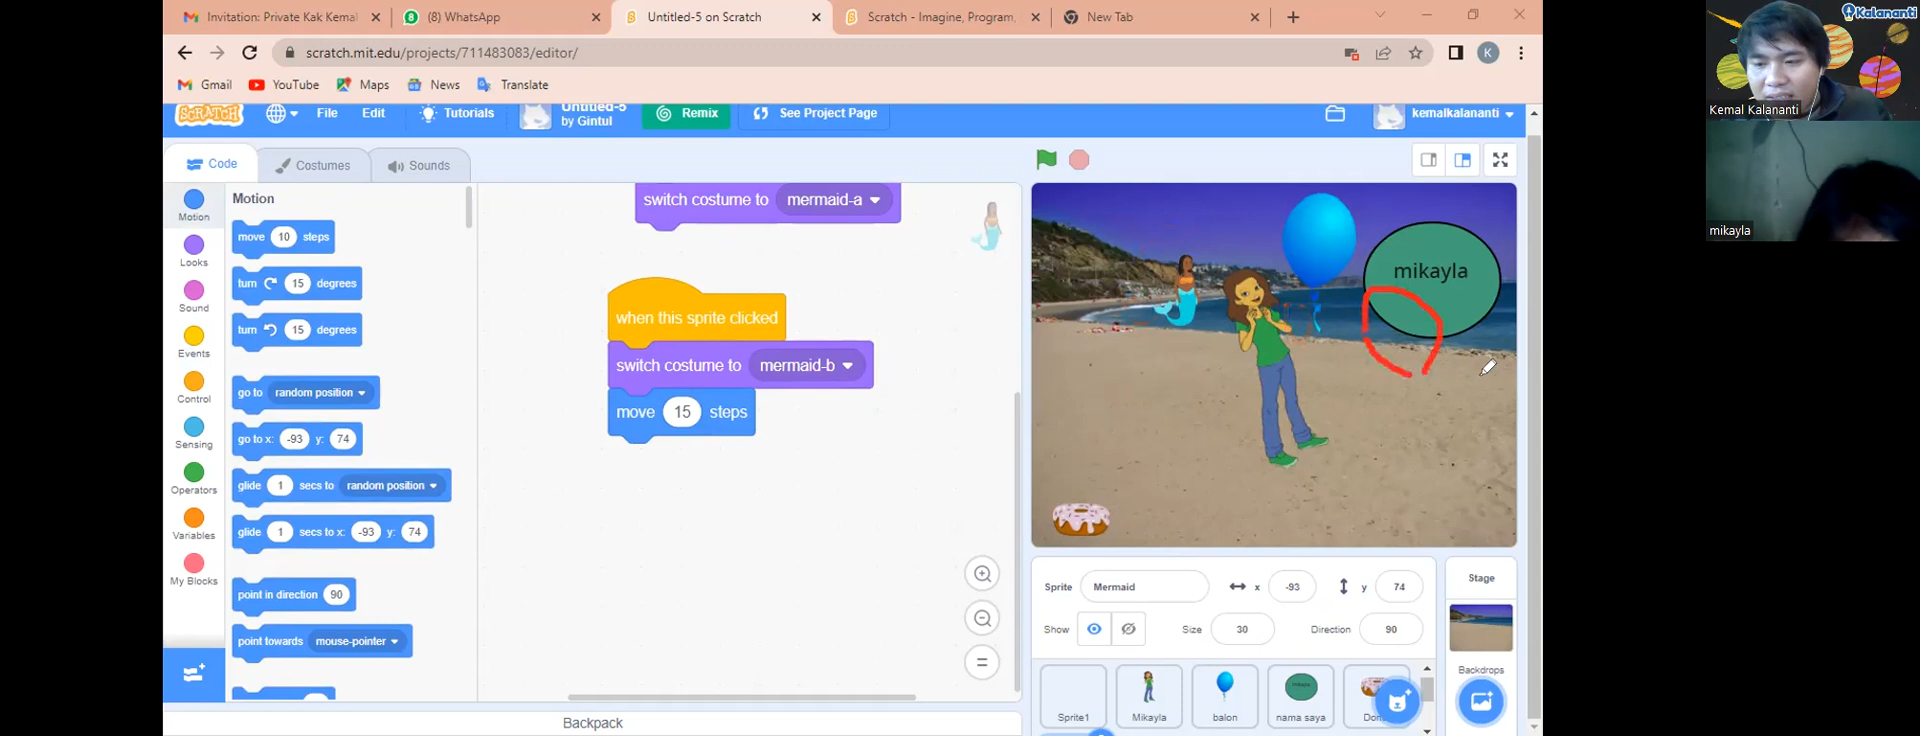 Invitation: Private Kak Kemal
(8) WhatsApp
Untitled-5 on Scratch
Scratch - Imagine, Program,
New Tab
scratch.mit.edu/projects/711483083/editor/
K
Gmail
YouTube
Maps
News
Translate
SCRATCH
File
Edit
Tutorials
Untitled-5
by Gintul
Remix
See Project Page
kemalkalananti
Code
Costumes
Sounds
Motion
Looks
Sound
Events
Control
Sensing
Operators
Variables
My Blocks
Motion
move 10 steps
turn 15 degrees
turn 15 degrees
go to random position
go to x: -93 y: 74
glide 1 secs to random position
glide 1 secs to x: -93 y: 74
point in direction 90
point towards mouse-pointer
switch costume to mermaid-a
when this sprite clicked
switch costume to mermaid-b
move 15 steps
Backpack
mikayla
Sprite Mermaid x -93 y 74
Show Size 30 Direction 90
Sprite1
Mikayla
balon
nama saya
Stage
Backdrops
Kalananti
Kemal Kalananti
mikayla